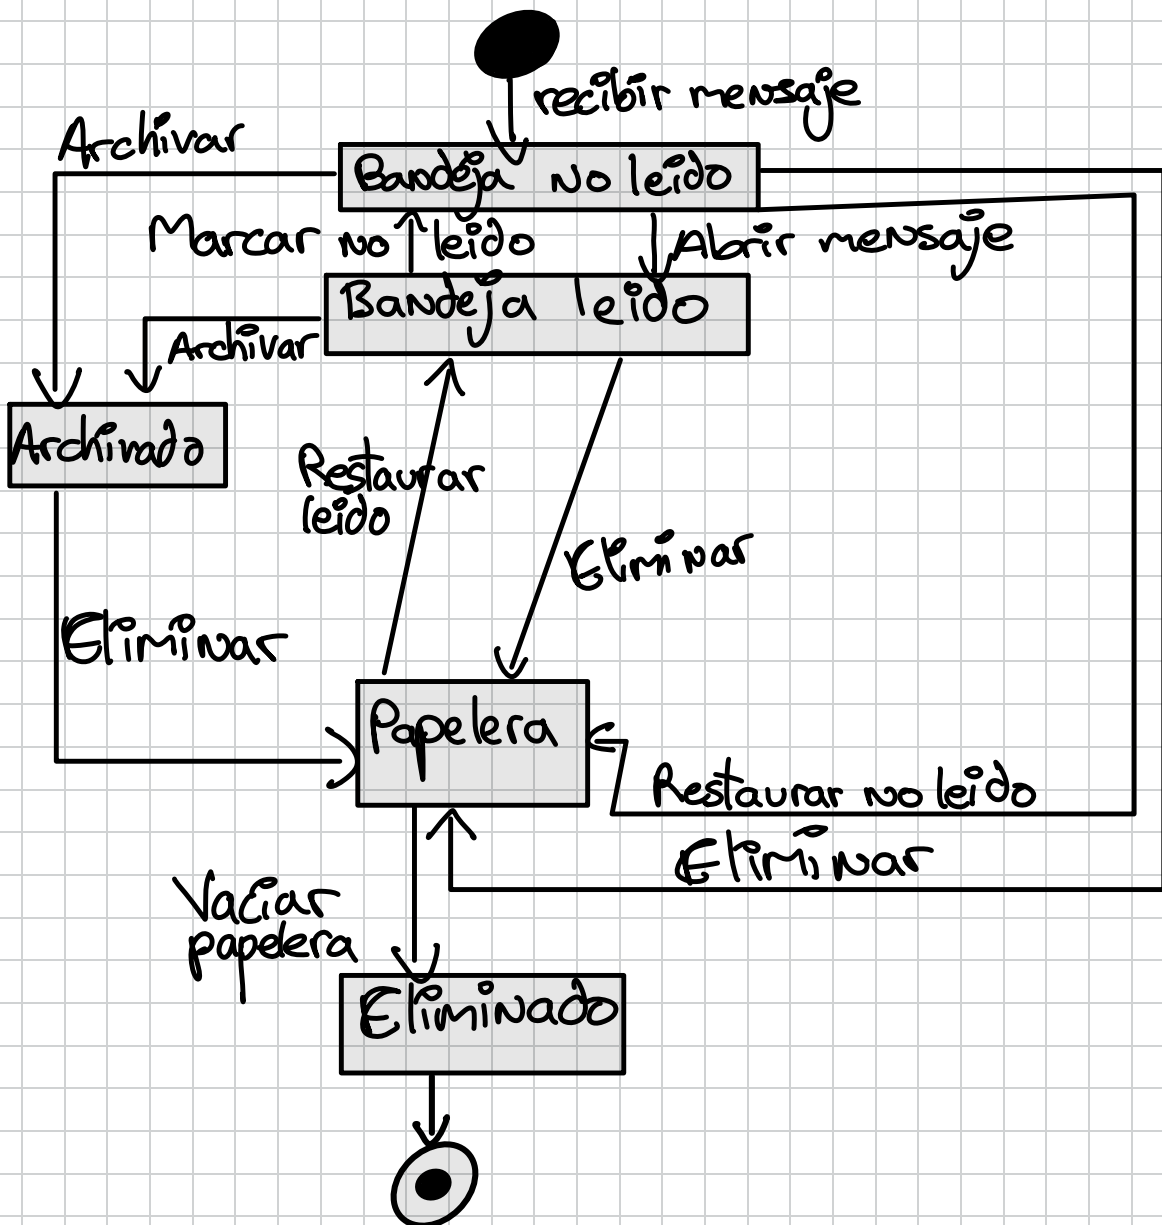 recibir mensaje
Archivar
Bandeja no leido
Marcar no leido
Abrir mensaje
Bandeja leido
Archivar
Archivado
Restaurar
leido
Eliminar
Eliminar
Papelera
Restaurar no leido
Eliminar
Vaciar
papelera
Eliminado